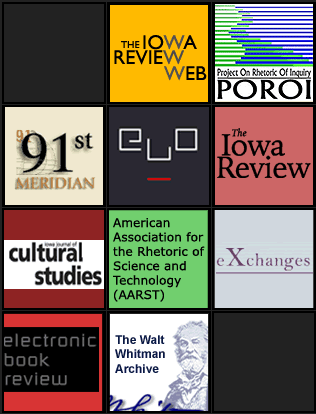 THE IOWA
REVIEW
WEB
Project On Rhetoric Of Inquiry
POROI
91st
MERIDIAN
The
Iowa
Review
iowa journal of
cultural
studies
American
Association for
the Rhetoric of
Science and
Technology
(AARST)
eXchanges
electronic
book
review
The Walt
Whitman
Archive